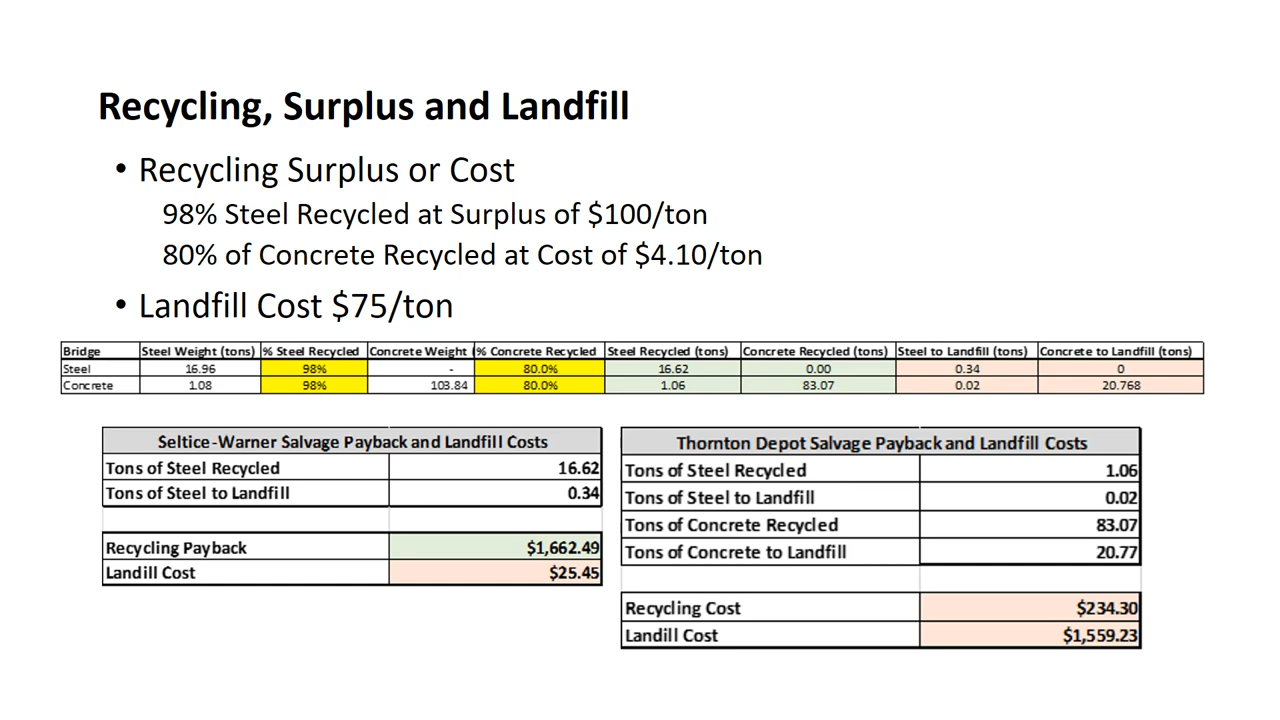 Recycling, Surplus and Landfill
• Recycling Surplus or Cost
98% Steel Recycled at Surplus of $100/ton
80% of Concrete Recycled at Cost of $4.10/ton
• Landfill Cost $75/ton
Bridge Steel Weight (tons) % Steel Recycled Concrete Weight ( % Concrete Recycled Steel Recycled (tons) Concrete Recycled (tons) Steel to Landfill (tons) Concrete to Landfill (tons)
Steel 16.96 98% - 80.0% 16.62 0.00 0.34 0
Concrete 1.08 98% 103.84 80.0% 1.06 83.07 0.02 20.768
Seltice-Warner Salvage Payback and Landfill Costs
Tons of Steel Recycled 16.62
Tons of Steel to Landfill 0.34
Recycling Payback $1,662.49
Landill Cost $25.45
Thornton Depot Salvage Payback and Landfill Costs
Tons of Steel Recycled 1.06
Tons of Steel to Landfill 0.02
Tons of Concrete Recycled 83.07
Tons of Concrete to Landfill 20.77
Recycling Cost $234.30
Landill Cost $1,559.23